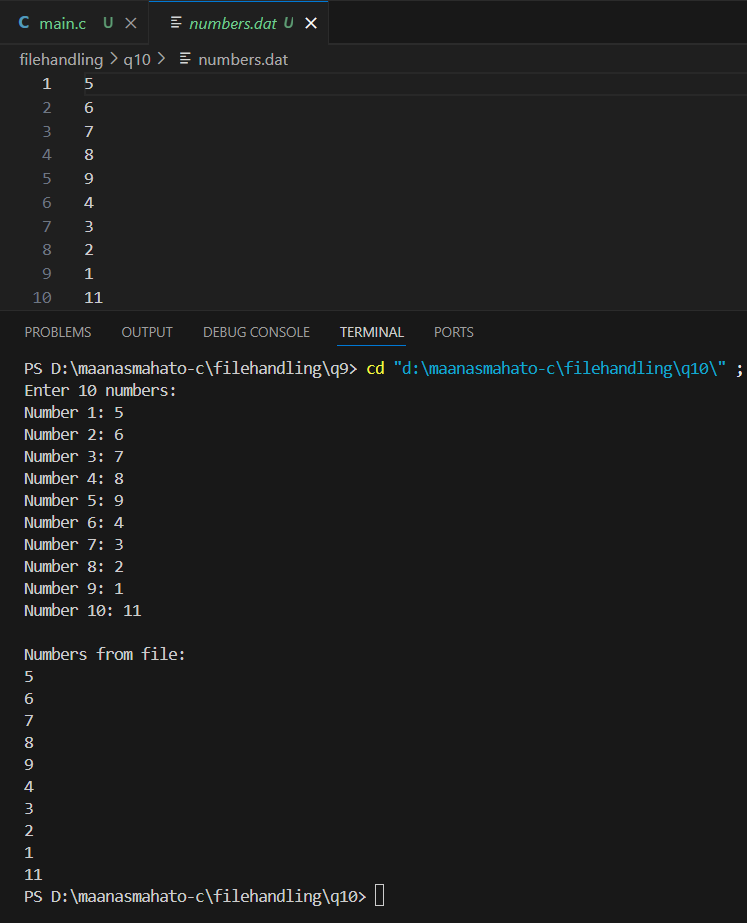 C main.c U ×
numbers.dat U ×
filehandling > q10 > numbers.dat
1 5
2 6
3 7
4 8
5 9
6 4
7 3
8 2
9 1
10 11
PROBLEMS OUTPUT DEBUG CONSOLE TERMINAL PORTS
PS D:\maanasmahato-c\filehandling\q9> cd "d:\maanasmahato-c\filehandling\q10\" ;
Enter 10 numbers:
Number 1: 5
Number 2: 6
Number 3: 7
Number 4: 8
Number 5: 9
Number 6: 4
Number 7: 3
Number 8: 2
Number 9: 1
Number 10: 11
Numbers from file:
5
6
7
8
9
4
3
2
1
11
PS D:\maanasmahato-c\filehandling\q10>